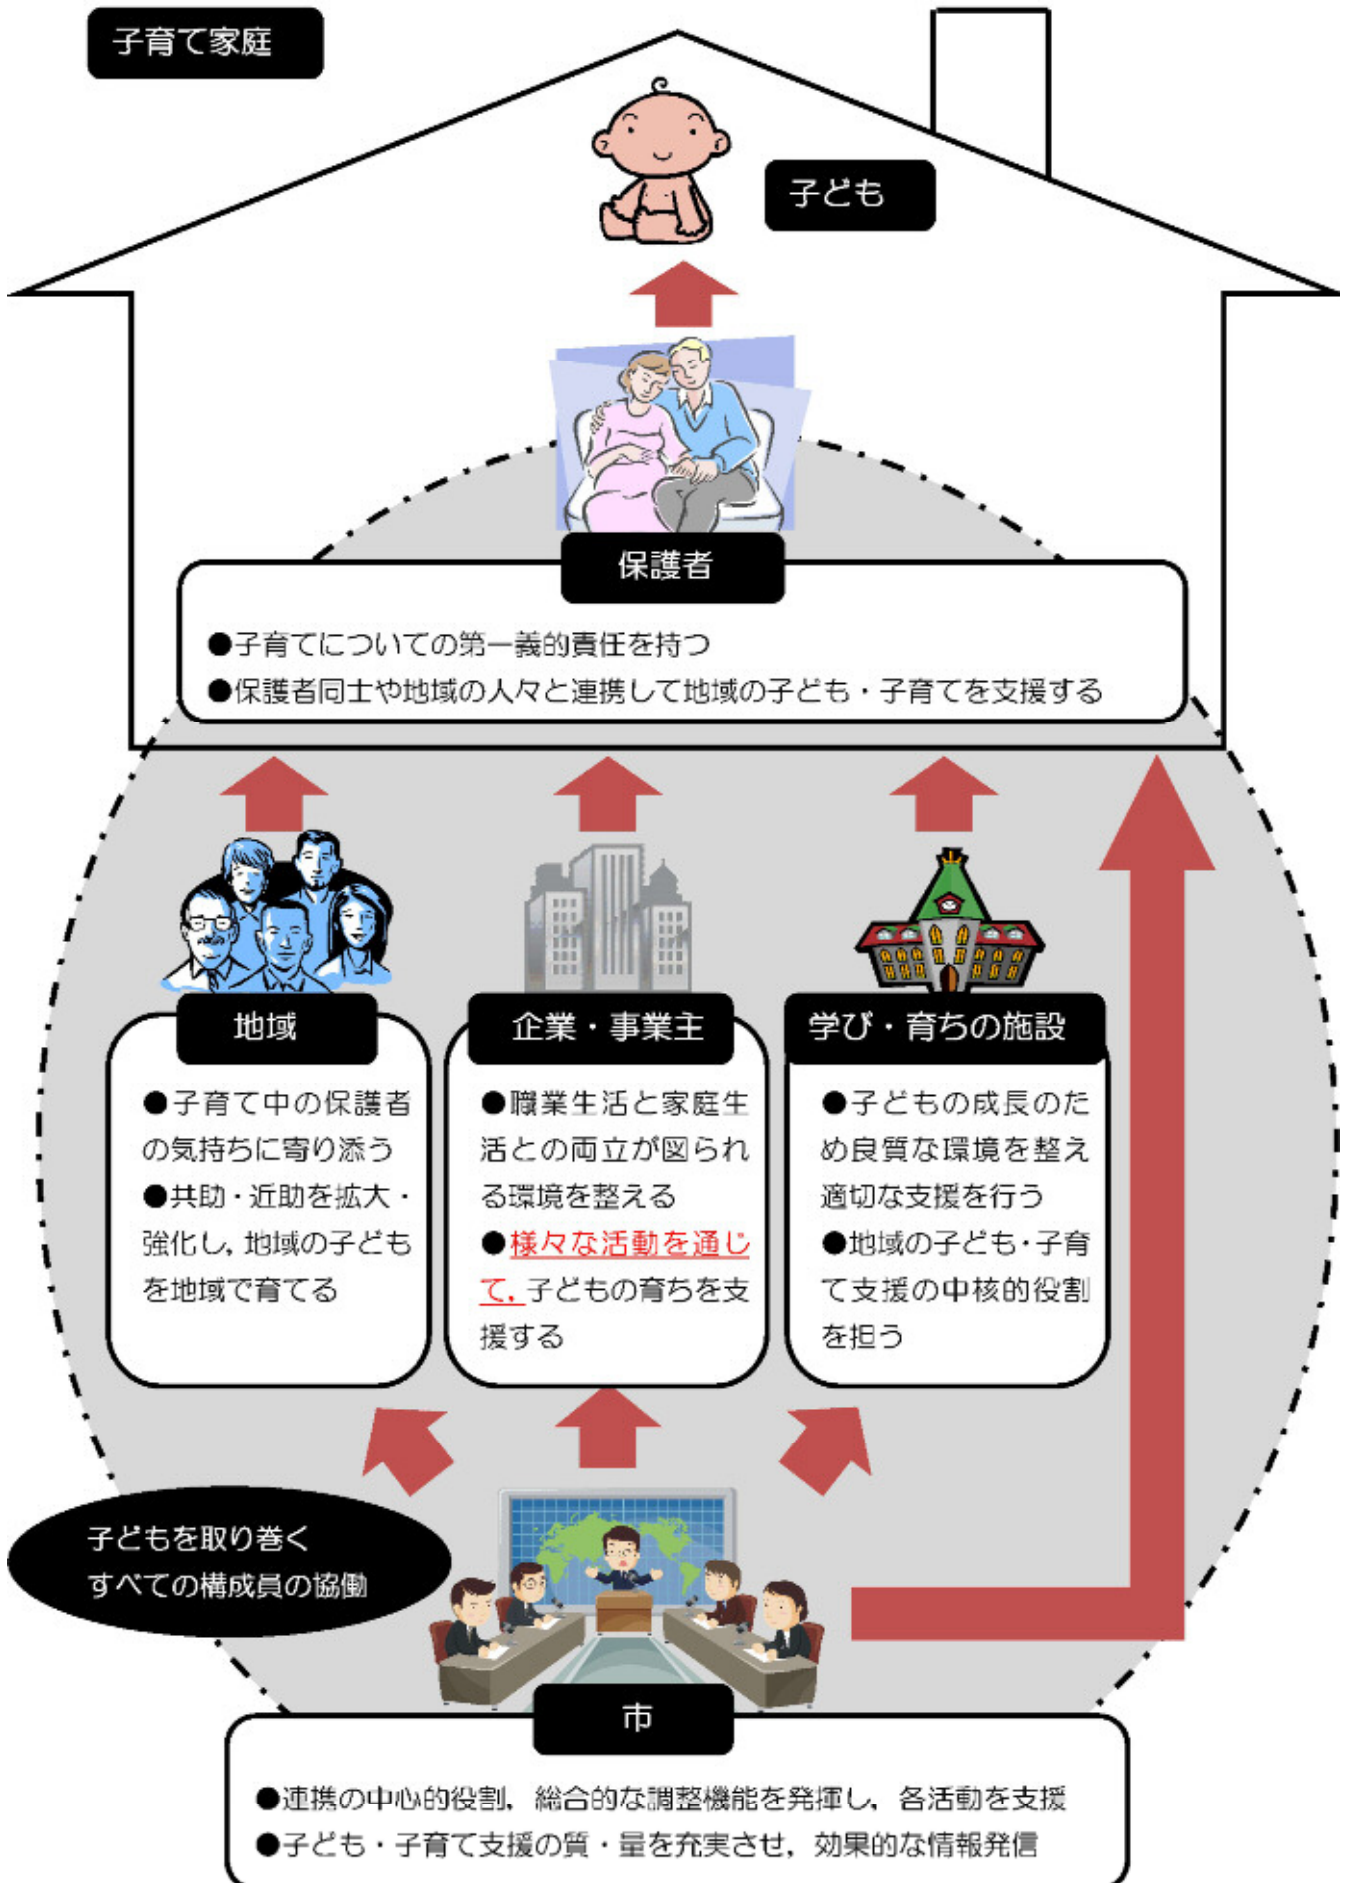 子育て家庭
子ども
保護者
●子育てについての第一義的責任を持つ
●保護者同士や地域の人々と連携して地域の子ども・子育てを支援する
地域
●子育て中の保護者
の気持ちに寄り添う
●共助・近助を拡大・
強化し,地域の子ども
を地域で育てる
企業・事業主
●職業生活と家庭生
活との両立が図られ
る環境を整える
●様々な活動を通じ
て,子どもの育ちを支
援する
学び・育ちの施設
●子どもの成長のた
め良質な環境を整え
適切な支援を行う
●地域の子ども・子育
て支援の中核的役割
を担う
子どもを取り巻く
すべての構成員の協働
市
●連携の中心的役割,総合的な調整機能を発揮し,各活動を支援
●子ども・子育て支援の質・量を充実させ,効果的な情報発信